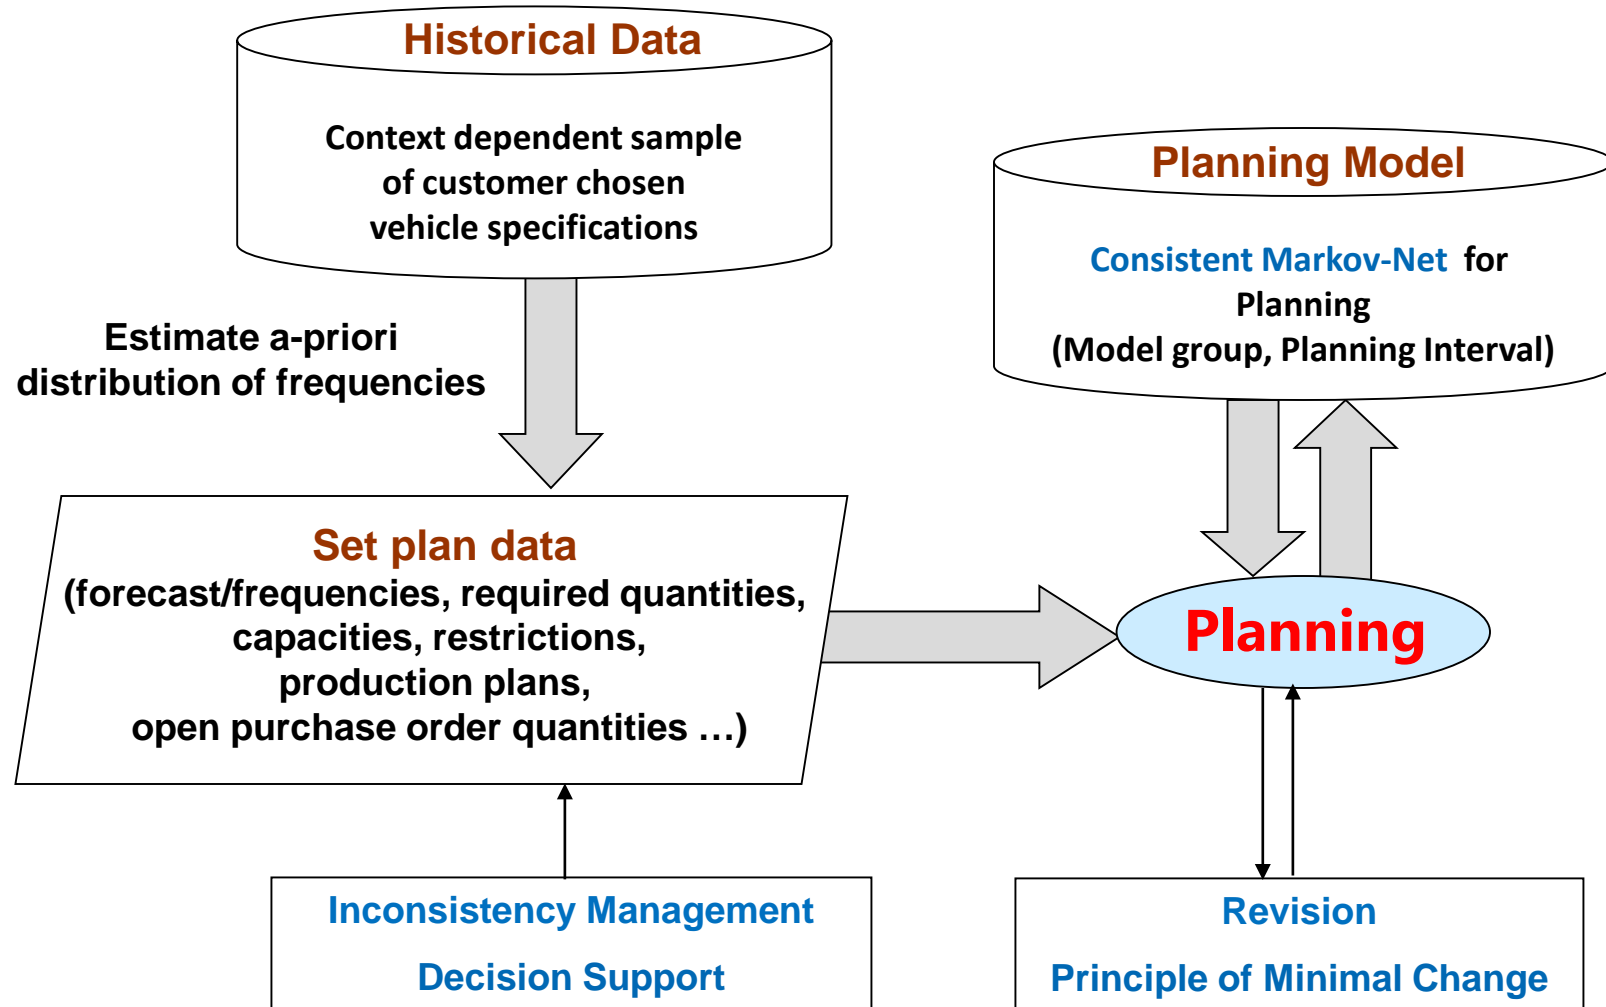 Historical Data
Context dependent sample
of customer chosen
vehicle specifications
Planning Model
Consistent Markov-Net for
Planning
(Model group, Planning Interval)
Estimate a-priori
distribution of frequencies
Set plan data
(forecast/frequencies, required quantities,
capacities, restrictions,
production plans,
open purchase order quantities …)
Planning
Inconsistency Management
Decision Support
Revision
Principle of Minimal Change